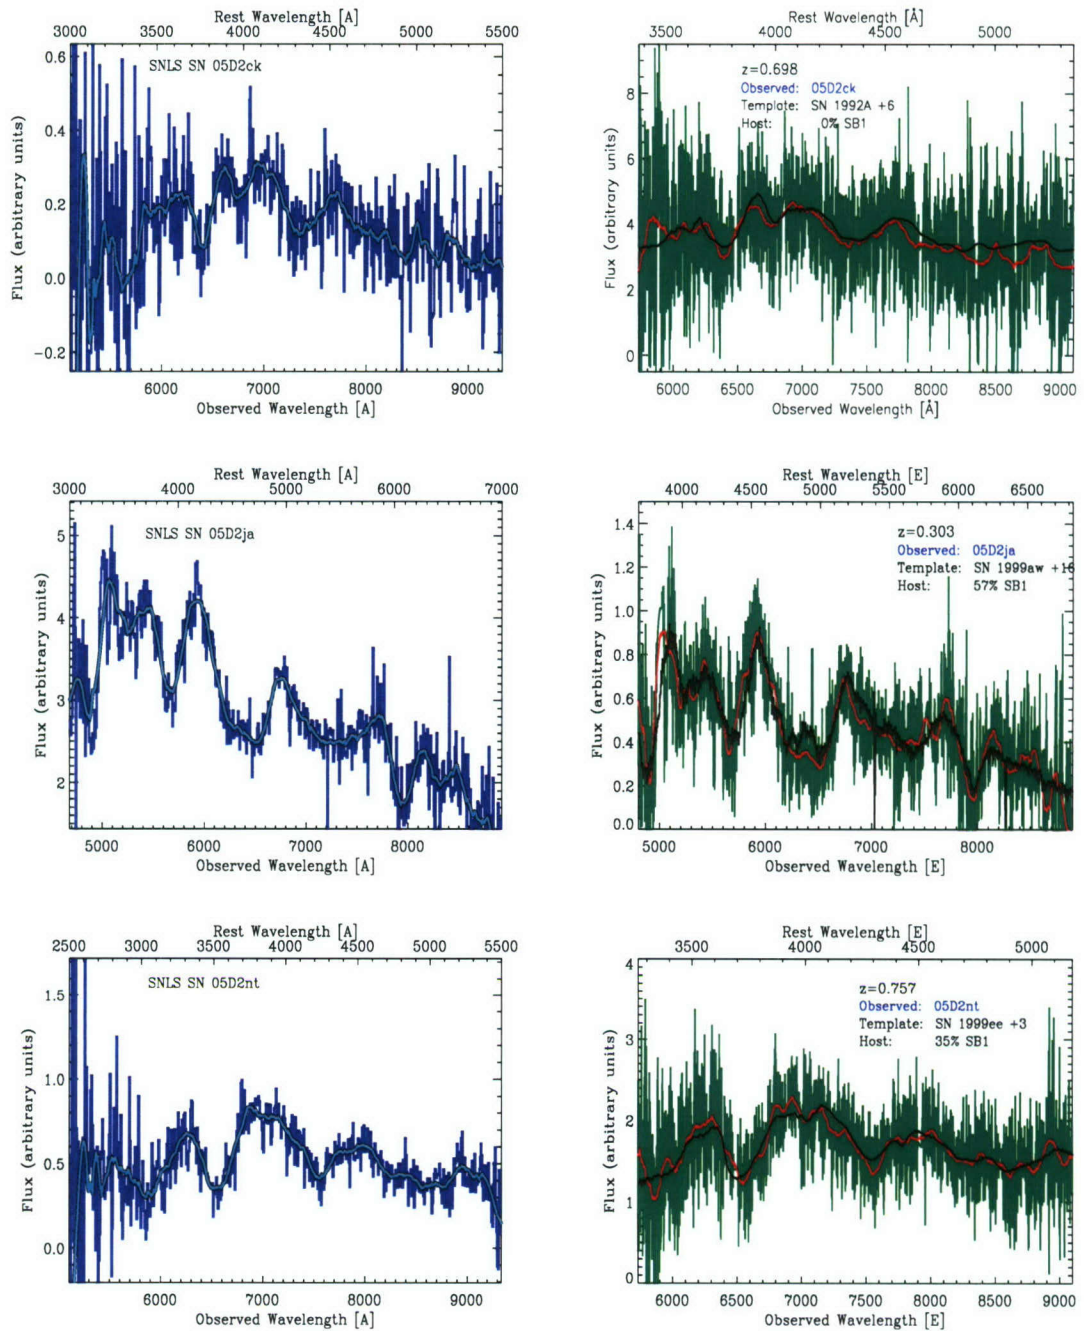 Rest Wavelength [A]
3000 3500 4000 4500 5000 5500
SNLS SN 05D2ck
Flux (arbitrary units)
0.6
0.4
0.2
0.0
−0.2
6000 7000 8000 9000
Observed Wavelength [A]
Rest Wavelength [Å]
3500 4000 4500 5000
z=0.698
Observed: 05D2ck
Template: SN 1992A +6
Host: 0% SB1
Flux (arbitrary units)
8
6
4
2
0
6000 6500 7000 7500 8000 8500 9000
Observed Wavelength [Å]
Rest Wavelength [A]
3000 4000 5000 6000 7000
SNLS SN 05D2ja
Flux (arbitrary units)
5
4
3
2
5000 6000 7000 8000
Observed Wavelength [A]
Rest Wavelength [E]
4000 4500 5000 5500 6000 6500
z=0.303
Observed: 05D2ja
Template: SN 1999aw
Host: 57% SB1
Flux (arbitrary units)
1.4
1.2
1.0
0.8
0.6
0.4
0.2
0.0
5000 6000 7000 8000
Observed Wavelength [E]
Rest Wavelength [A]
2500 3000 3500 4000 4500 5000 5500
SNLS SN 05D2nt
Flux (arbitrary units)
1.5
1.0
0.5
0.0
6000 7000 8000 9000
Observed Wavelength [A]
Rest Wavelength [E]
3500 4000 4500 5000
z=0.757
Observed: 05D2nt
Template: SN 1999ee +3
Host: 35% SB1
Flux (arbitrary units)
4
3
2
1
0
6000 6500 7000 7500 8000 8500 9000
Observed Wavelength [E]